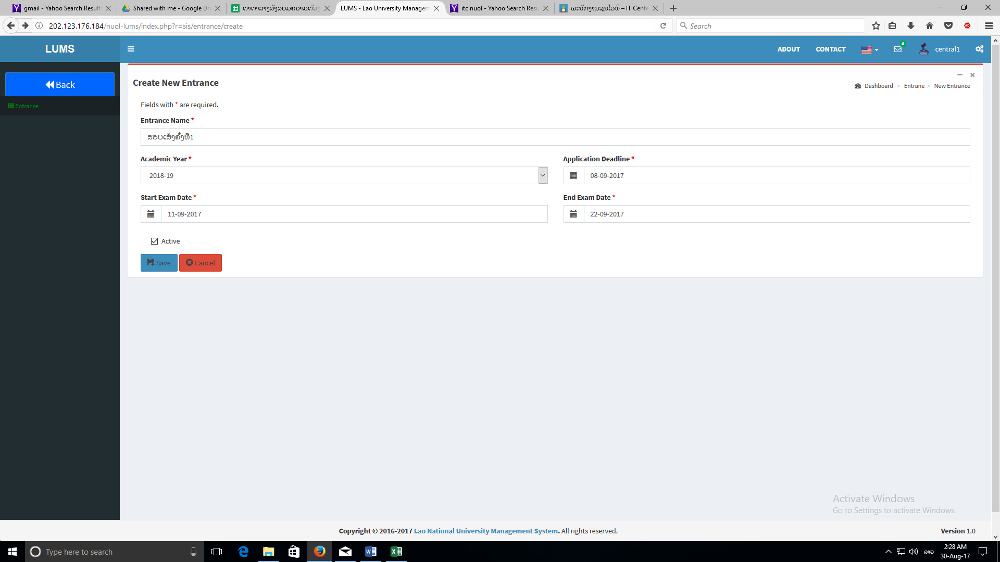 gmail - Yahoo Search Result
Shared with me - Google Dri
ຕາຕາລາງສັງລວມຄວາມຕ້ອງ
LUMS - Lao University Managem
itc.nuol - Yahoo Search Resu
ພະນັກງານສູນໄອທີ – IT Cente
202.123.176.184/nuol-lums/index.php?r=sis/entrance/create
Search
LUMS
ABOUT
CONTACT
4
central1
Back
Entrance
Create New Entrance
Dashboard > Entrane > New Entrance
Fields with * are required.
Entrance Name *
ສອບເສັງຄັ້ງທີ1
Academic Year *
Application Deadline *
2018-19
08-09-2017
Start Exam Date *
End Exam Date *
11-09-2017
22-09-2017
Active
Save
Cancel
Activate Windows
Go to Settings to activate Windows.
Copyright © 2016-2017 Lao National University Management System. All rights reserved.
Version 1.0
Type here to search
ລາວ
2:28 AM
30-Aug-17